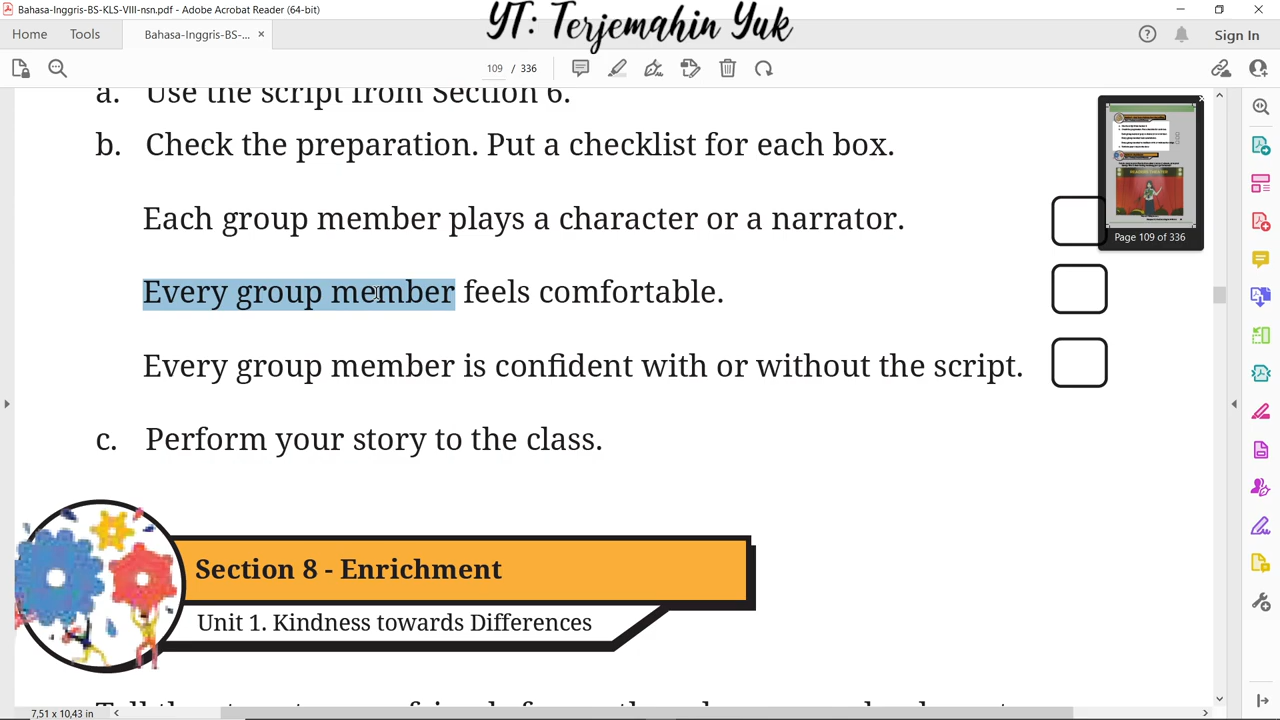 Bahasa-Inggris-BS-KLS-VIII-nsn.pdf - Adobe Acrobat Reader (64-bit)
YT: Terjemahin Yuk
Home Tools Bahasa-Inggris-BS-... ×
Sign In
109 / 336
a. Use the script from Section 6.
b. Check the preparation. Put a checklist for each box.
Each group member plays a character or a narrator.
Page 109 of 336
Every group member feels comfortable.
Every group member is confident with or without the script.
c. Perform your story to the class.
Section 8 - Enrichment
Unit 1. Kindness towards Differences
7,51 x 10,43 in